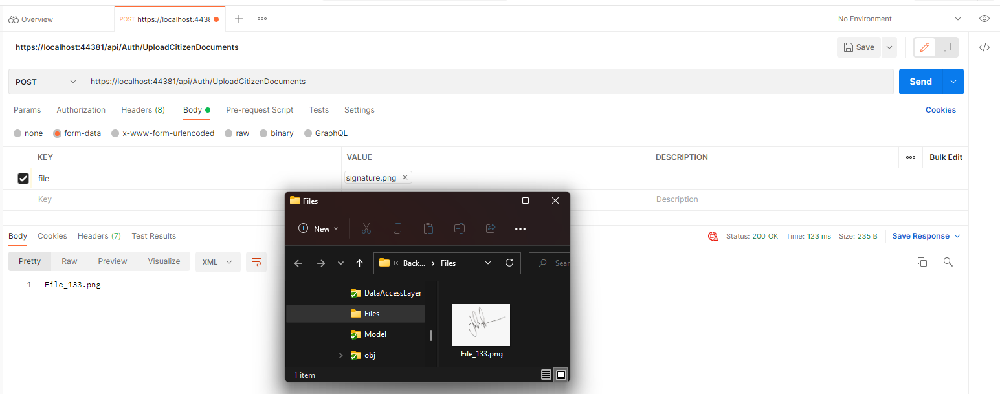 Overview
POST https://localhost:4438
No Environment
https://localhost:44381/api/Auth/UploadCitizenDocuments
Save
POST https://localhost:44381/api/Auth/UploadCitizenDocuments Send
Params Authorization Headers (8) Body Pre-request Script Tests Settings Cookies
none form-data x-www-form-urlencoded raw binary GraphQL
KEY VALUE DESCRIPTION Bulk Edit
file signature.png
Key Description
Files
New
Back... Files Sear
DataAccessLayer
Files
Model
obj
File_133.png
1 item
Body Cookies Headers (7) Test Results Status: 200 OK Time: 123 ms Size: 235 B Save Response
Pretty Raw Preview Visualize XML
1 File_133.png